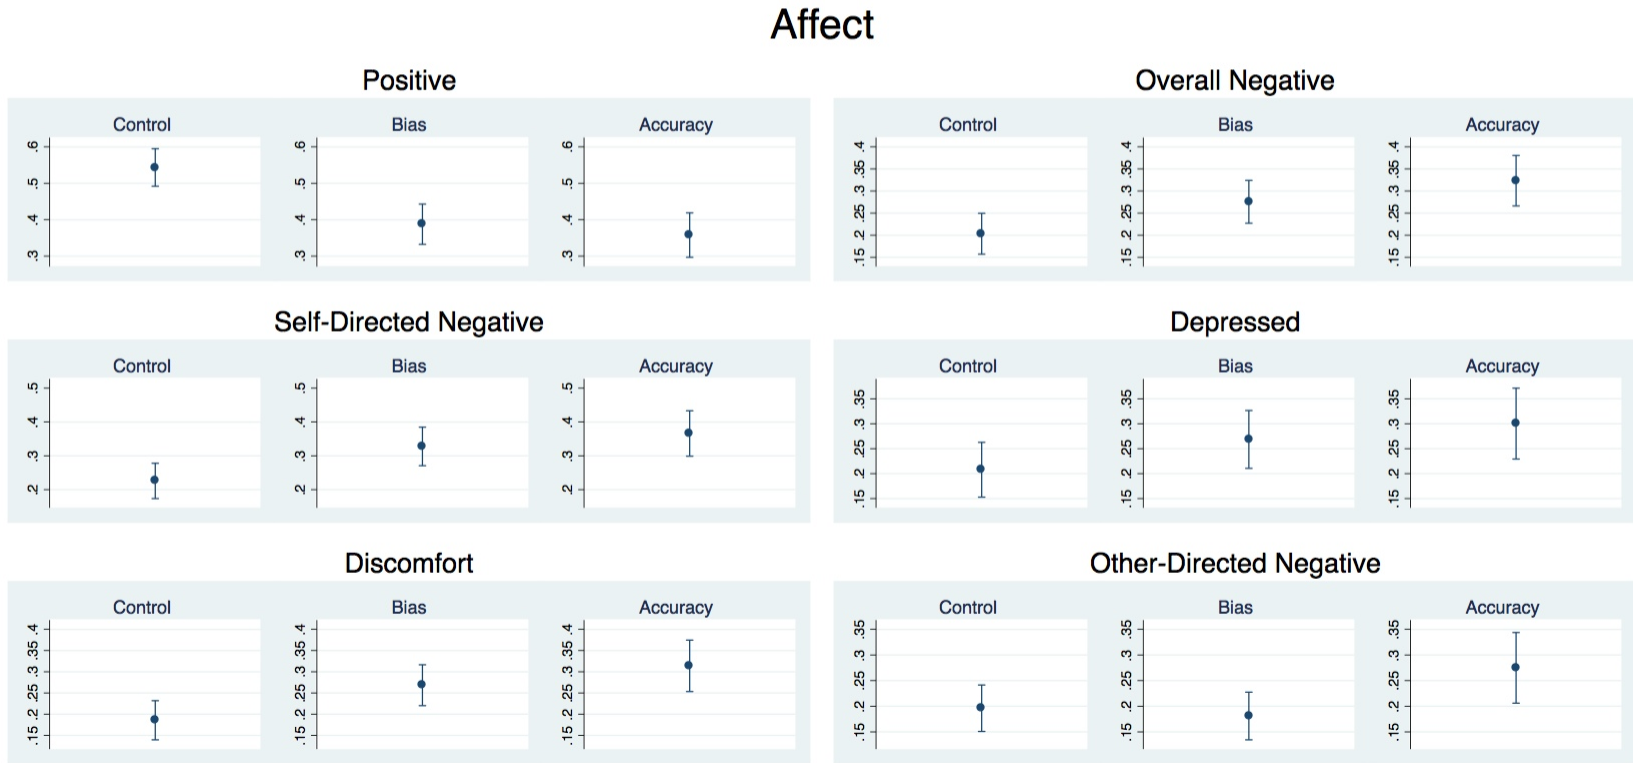 Affect
Positive
Control Bias Accuracy
.6 .5 .4 .3
.6 .5 .4 .3
.6 .5 .4 .3
Overall Negative
Control Bias Accuracy
.4 .35 .3 .25 .2 .15
.4 .35 .3 .25 .2 .15
.4 .35 .3 .25 .2 .15
Self-Directed Negative
Control Bias Accuracy
.5 .4 .3 .2
.5 .4 .3 .2
.5 .4 .3 .2
Depressed
Control Bias Accuracy
.35 .3 .25 .2 .15
.35 .3 .25 .2 .15
.35 .3 .25 .2 .15
Discomfort
Control Bias Accuracy
.4 .35 .3 .25 .2 .15
.4 .35 .3 .25 .2 .15
.4 .35 .3 .25 .2 .15
Other-Directed Negative
Control Bias Accuracy
.35 .3 .25 .2 .15
.35 .3 .25 .2 .15
.35 .3 .25 .2 .15